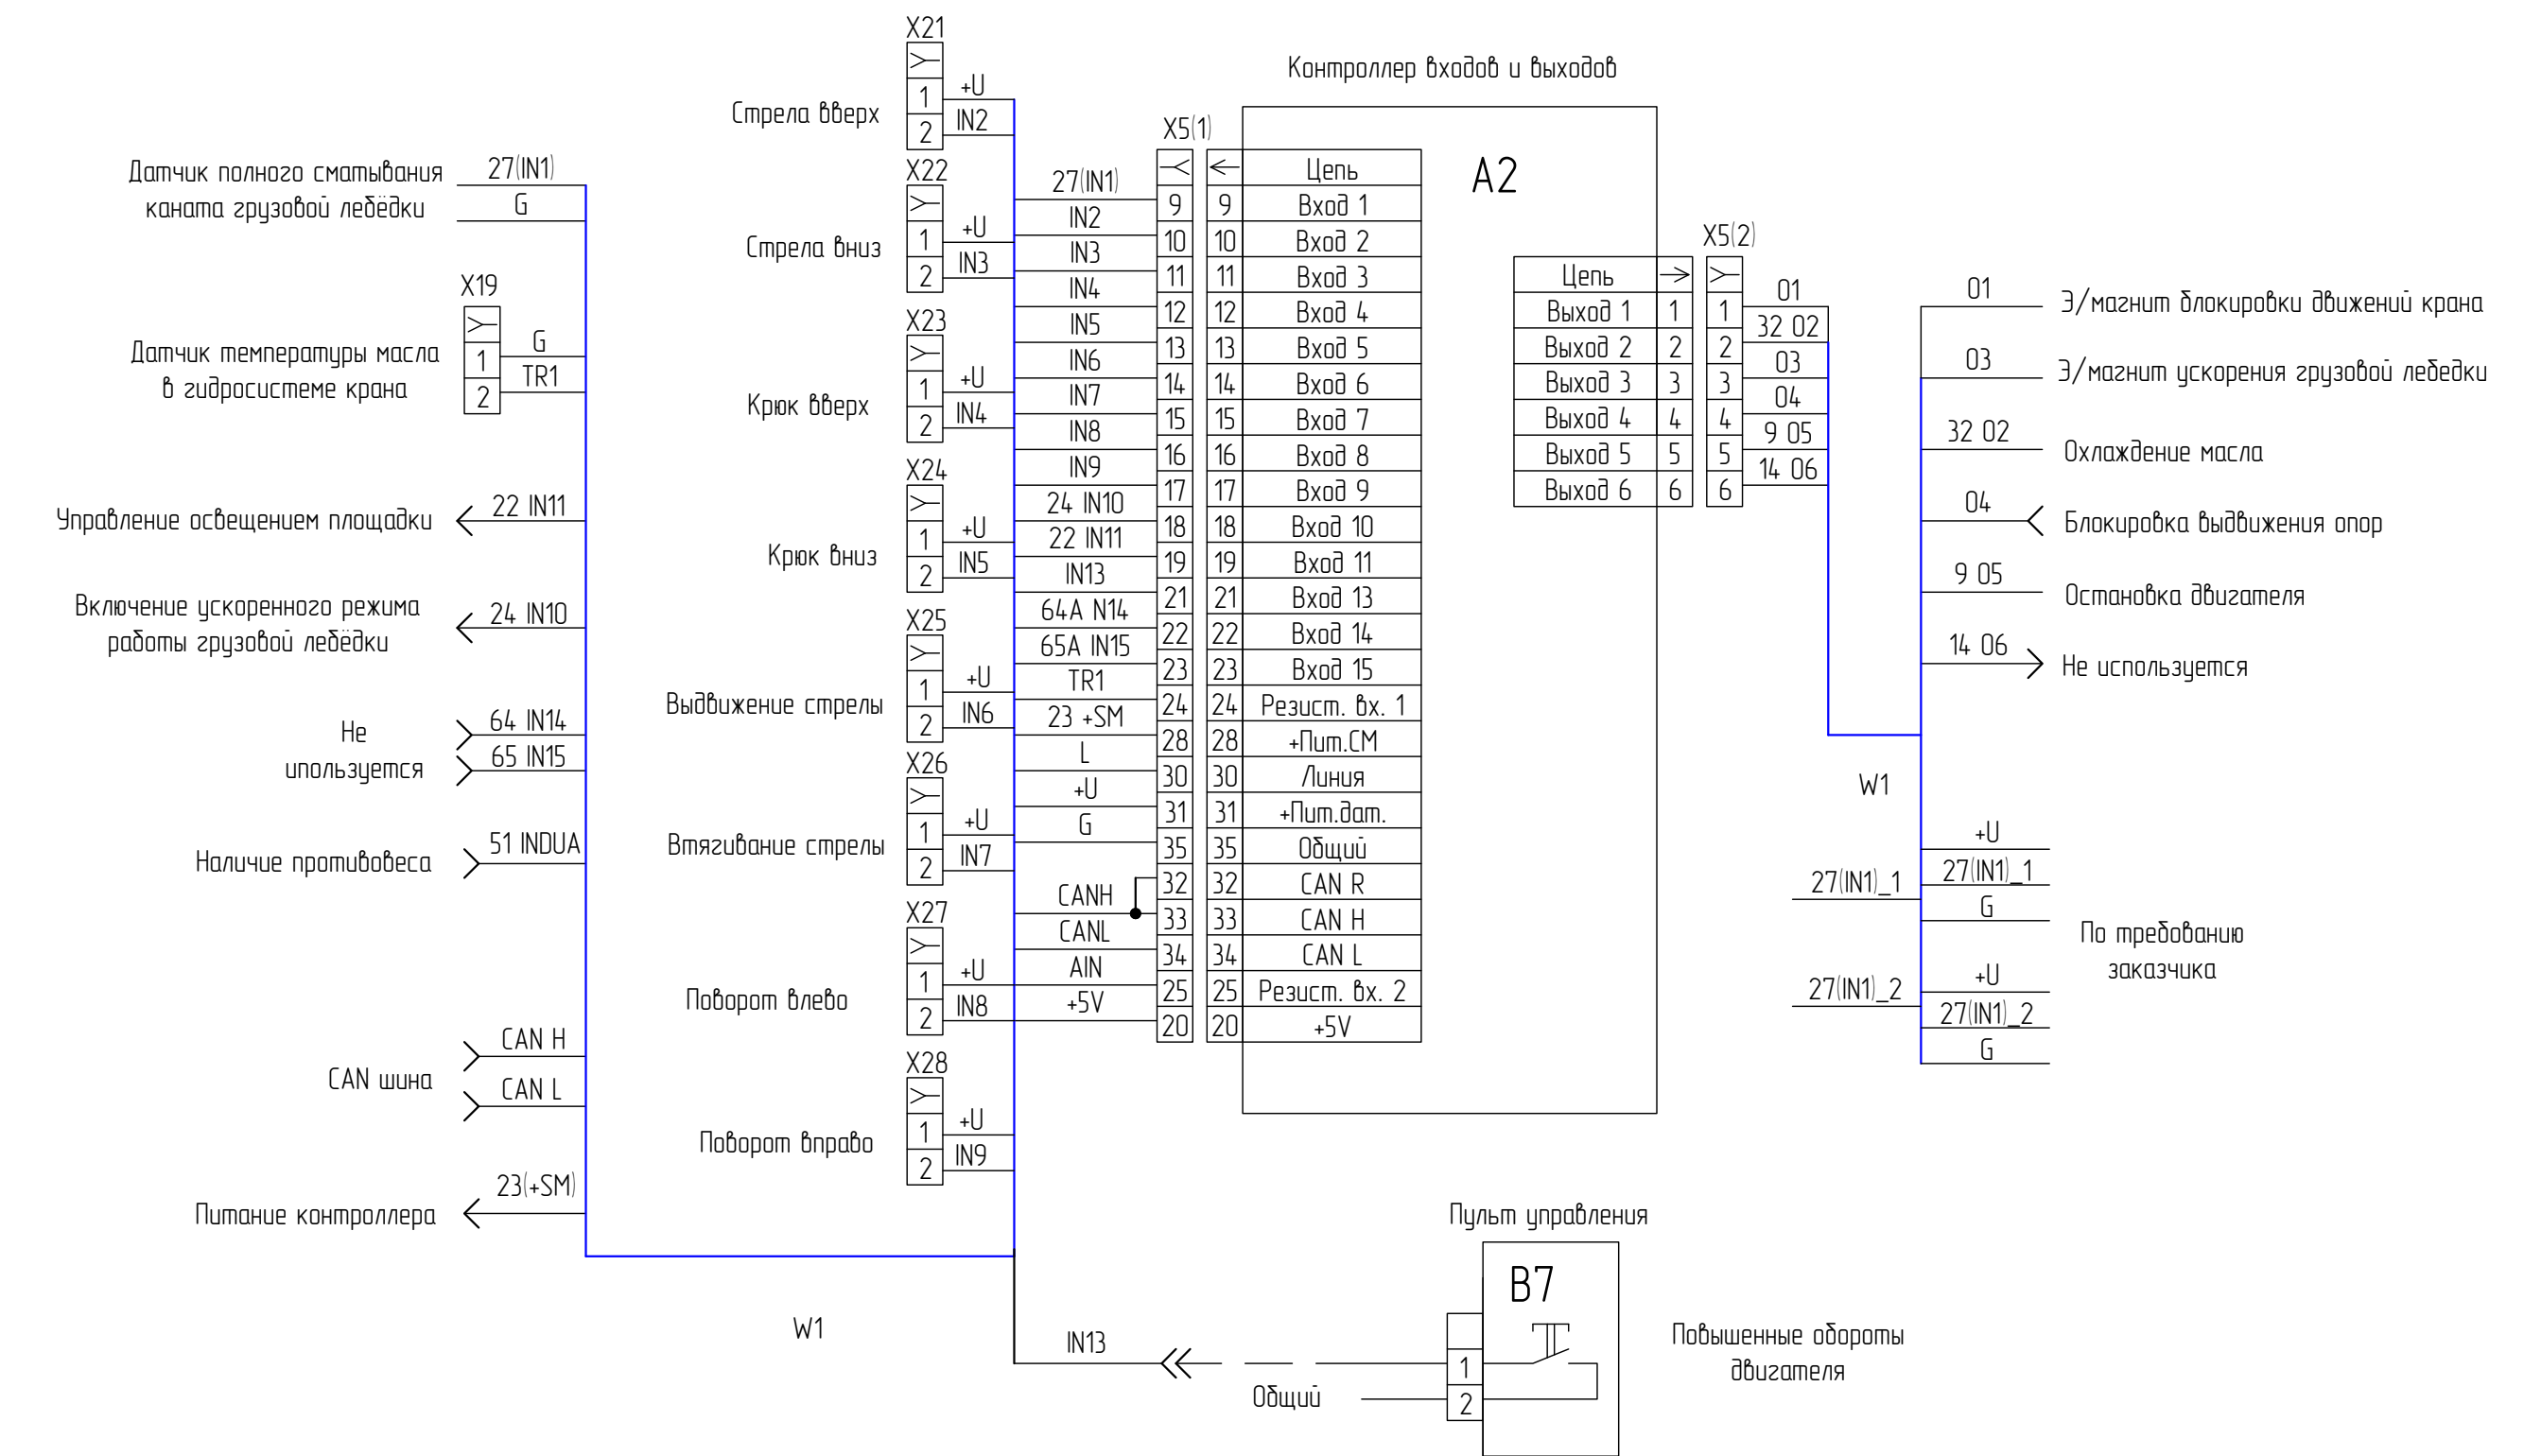 Контроллер входов и выходов
A2
Датчик полного сматывания
каната грузовой лебёдки
27(IN1)
G
X19
Датчик температуры масла
в гидросистеме крана
1
G
2
TR1
Управление освещением площадки
22 IN11
Включение ускоренного режима
работы грузовой лебёдки
24 IN10
Не
ипользуется
64 IN14
65 IN15
Наличие противовеса
51 INDUA
CAN шина
CAN H
CAN L
Питание контроллера
23(+SM)
W1
X21
Стрела вверх
1
+U
2
IN2
X22
Стрела вниз
1
+U
2
IN3
X23
Крюк вверх
1
+U
2
IN4
X24
Крюк вниз
1
+U
2
IN5
X25
Выдвижение стрелы
1
+U
2
IN6
X26
Втягивание стрелы
1
+U
2
IN7
X27
Поворот влево
1
+U
2
IN8
X28
Поворот вправо
1
+U
2
IN9
X5(1)
Цепь
27(IN1) 9 9 Вход 1
IN2 10 10 Вход 2
IN3 11 11 Вход 3
IN4 12 12 Вход 4
IN5 13 13 Вход 5
IN6 14 14 Вход 6
IN7 15 15 Вход 7
IN8 16 16 Вход 8
IN9 17 17 Вход 9
24 IN10 18 18 Вход 10
22 IN11 19 19 Вход 11
IN13 21 21 Вход 13
64A N14 22 22 Вход 14
65A IN15 23 23 Вход 15
TR1 24 24 Резист. вх. 1
23 +SM 28 28 +Пит.СМ
L 30 30 Линия
+U 31 31 +Пит.дат.
G 35 35 Общий
32 32 CAN R
CANH 33 33 CAN H
CANL 34 34 CAN L
AIN 25 25 Резист. вх. 2
+5V 20 20 +5V
X5(2)
Цепь
Выход 1 1 1 O1
Выход 2 2 2 32 O2
Выход 3 3 3 O3
Выход 4 4 4 O4
Выход 5 5 5 9 O5
Выход 6 6 6 14 O6
O1 Э/магнит блокировки движений крана
O3 Э/магнит ускорения грузовой лебедки
32 O2 Охлаждение масла
O4 Блокировка выдвижения опор
9 O5 Остановка двигателя
14 O6 Не используется
W1
27(IN1)_1
27(IN1)_2
+U
27(IN1)_1
G
+U
27(IN1)_2
G
По требованию
заказчика
Пульт управления
B7
IN13
1
Общий
2
Повышенные обороты
двигателя